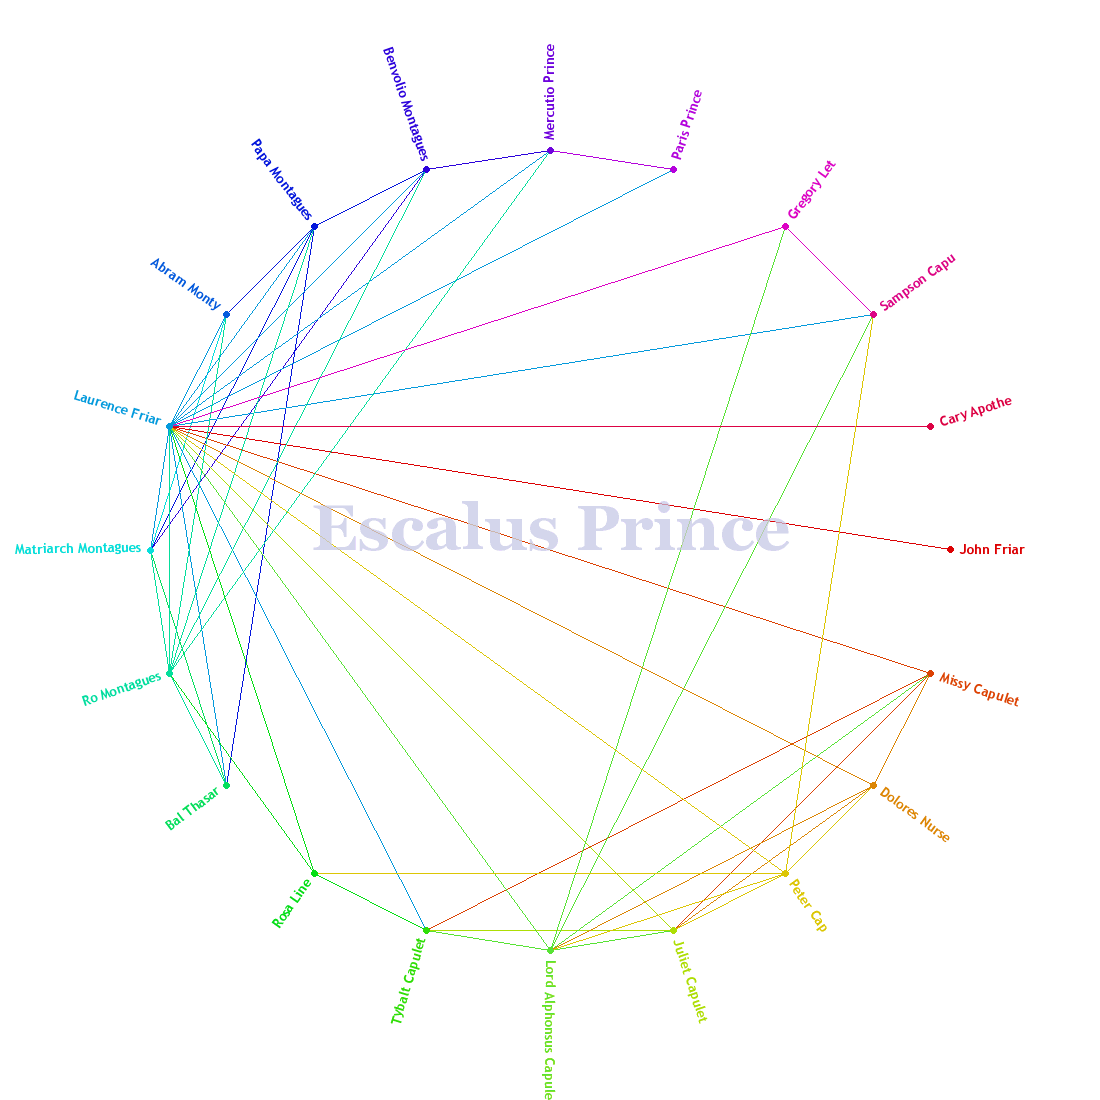 Mercutio Prince
Benvolio Montagues
Paris Prince
Papa Montagues
Gregory Let
Abram Monty
Sampson Capu
Laurence Friar
Cary Apothe
Escalus Prince
Matriarch Montagues
John Friar
Ro Montagues
Missy Capulet
Bal Thasar
Dolores Nurse
Rosa Line
Peter Cap
Tybalt Capulet
Juliet Capulet
Lord Alphonsus Capule